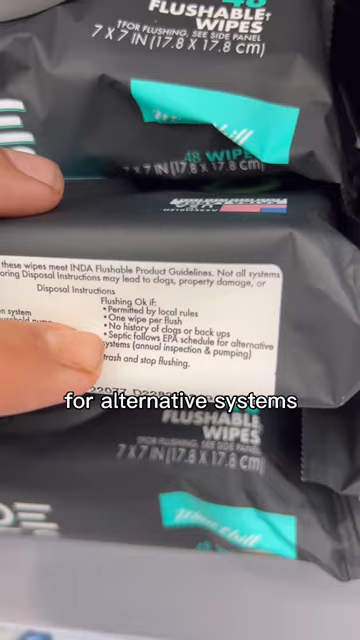 48
FLUSHABLE†
WIPES
†FOR FLUSHING, SEE SIDE PANEL
7 X 7 IN (17.8 X 17.8 cm)
48 WIPE
7 X 7 IN (17.8 X 17.8 cm)
these wipes meet INDA Flushable Product Guidelines. Not all systems
oring Disposal Instructions may lead to clogs, property damage, or
Disposal Instructions
Flushing Ok if:
• Permitted by local rules
• One wipe per flush
• No history of clogs or back ups
• Septic follows EPA schedule for alternative
systems (annual inspection & pumping)
trash and stop flushing.
on system
for alternative systems
FLUSHABLE
WIPES
†FOR FLUSHING, SEE SIDE PANEL
7 X 7 IN (17.8 X 17.8 cm)